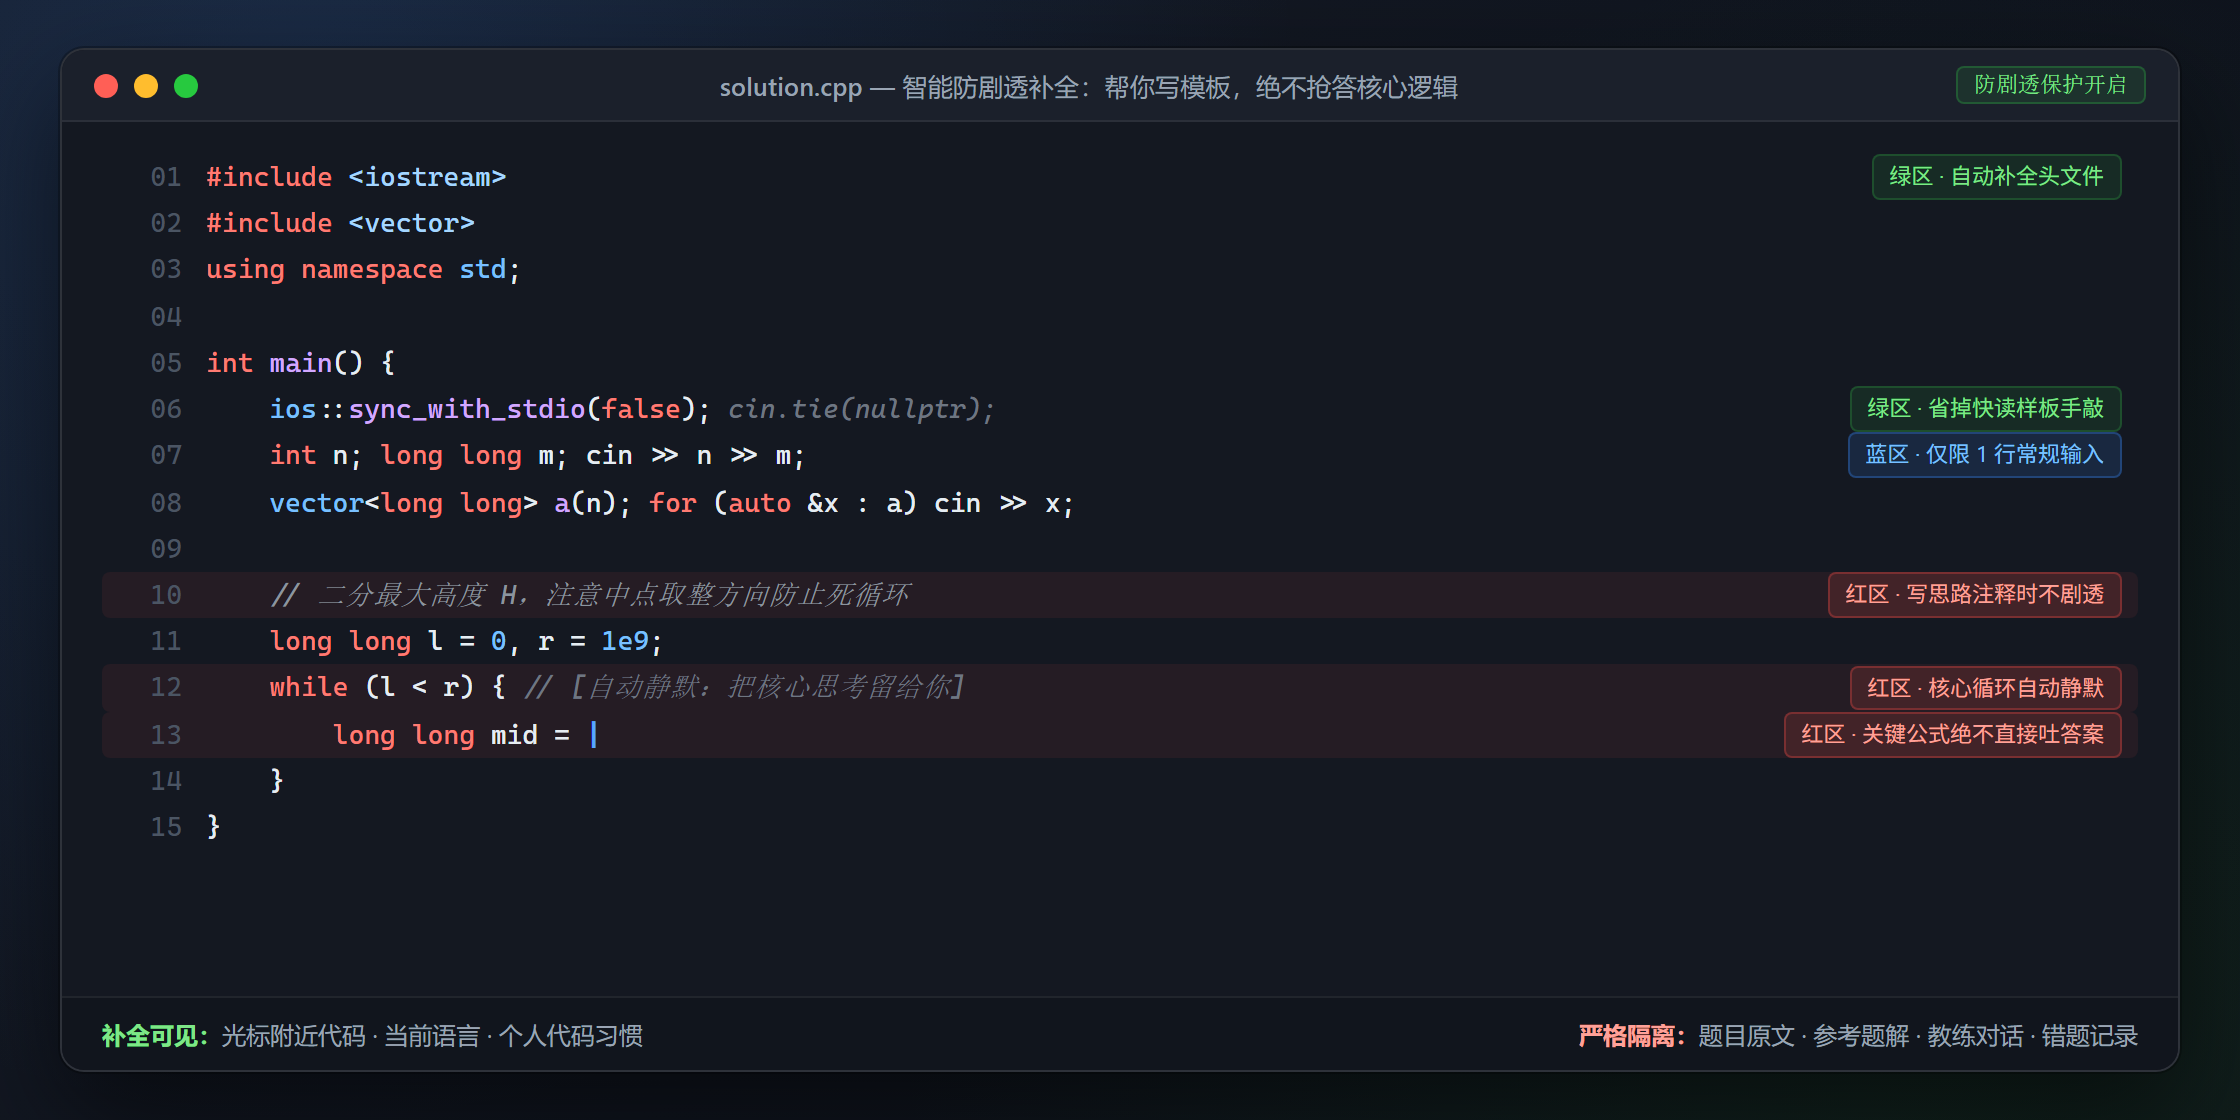 solution.cpp — 智能防剧透补全：帮你写模板，绝不抢答核心逻辑
防剧透保护开启
01 #include <iostream>
绿区 · 自动补全头文件
02 #include <vector>
03 using namespace std;
04
05 int main() {
06 ios::sync_with_stdio(false); cin.tie(nullptr);
绿区 · 省掉快读样板手敲
07 int n; long long m; cin >> n >> m;
蓝区 · 仅限 1 行常规输入
08 vector<long long> a(n); for (auto &x : a) cin >> x;
09
10 // 二分最大高度 H，注意中点取整方向防止死循环
红区 · 写思路注释时不剧透
11 long long l = 0, r = 1e9;
12 while (l < r) { // [自动静默：把核心思考留给你]
红区 · 核心循环自动静默
13 long long mid = |
红区 · 关键公式绝不直接吐答案
14 }
15 }
补全可见：光标附近代码 · 当前语言 · 个人代码习惯
严格隔离：题目原文 · 参考题解 · 教练对话 · 错题记录